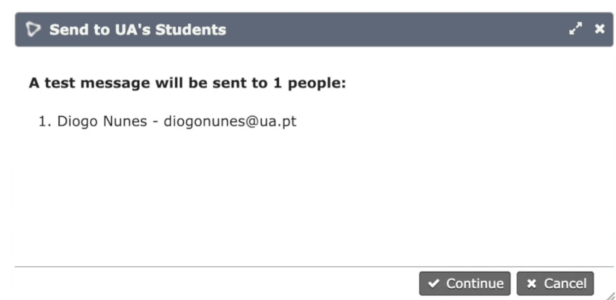 Send to UA's Students
A test message will be sent to 1 people:
1. Diogo Nunes - diogonunes@ua.pt
Continue
Cancel